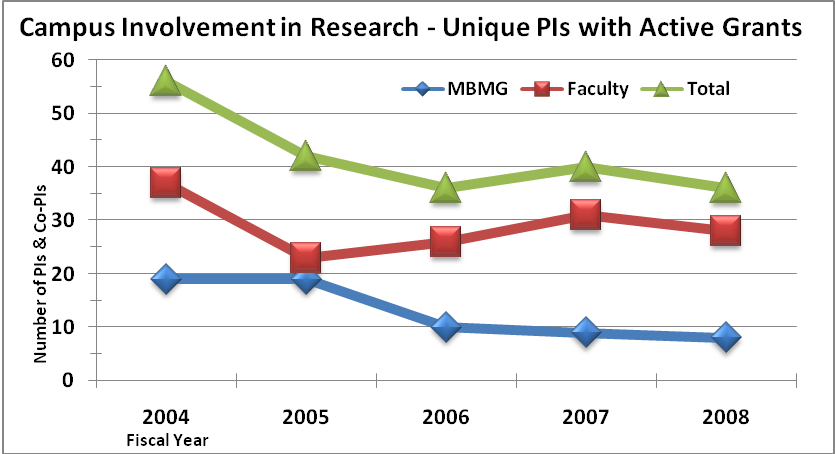 Campus Involvement in Research - Unique PIs with Active Grants
Number of PIs & Co-PIs
60
50
40
30
20
10
0
MBMG Faculty Total
2004 2005 2006 2007 2008
Fiscal Year